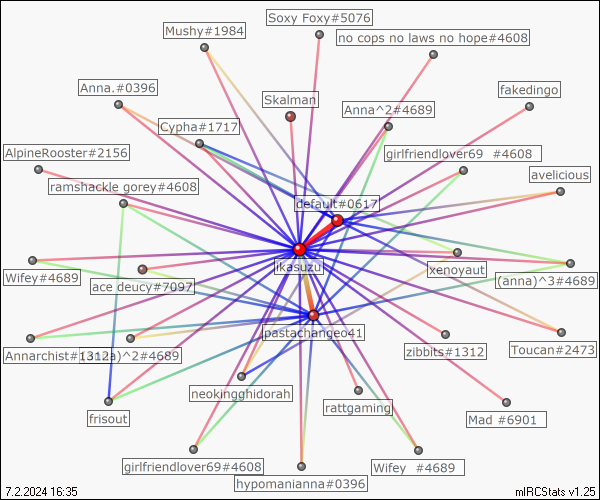 Soxy Foxy#5076
Mushy#1984
no cops no laws no hope#4608
Anna.#0396
fakedingo
Skalman
Anna^2#4689
Cypha#1717
AlpineRooster#2156
girlfriendlover69 #4608
avelicious
ramshackle gorey#4608
default#0617
ikasuzu
xenoyaut
Wifey#4689
ace deucy#7097
(anna)^3#4689
pastachangeo41
Toucan#2473
zibbits#1312
Annarchist#1312
)^2#4689
neokingghidorah
rattgaming
frisout
Mad #6901
girlfriendlover69#4608
hypomanianna#0396
Wifey #4689
7.2.2024 16:35
mIRCStats v1.25